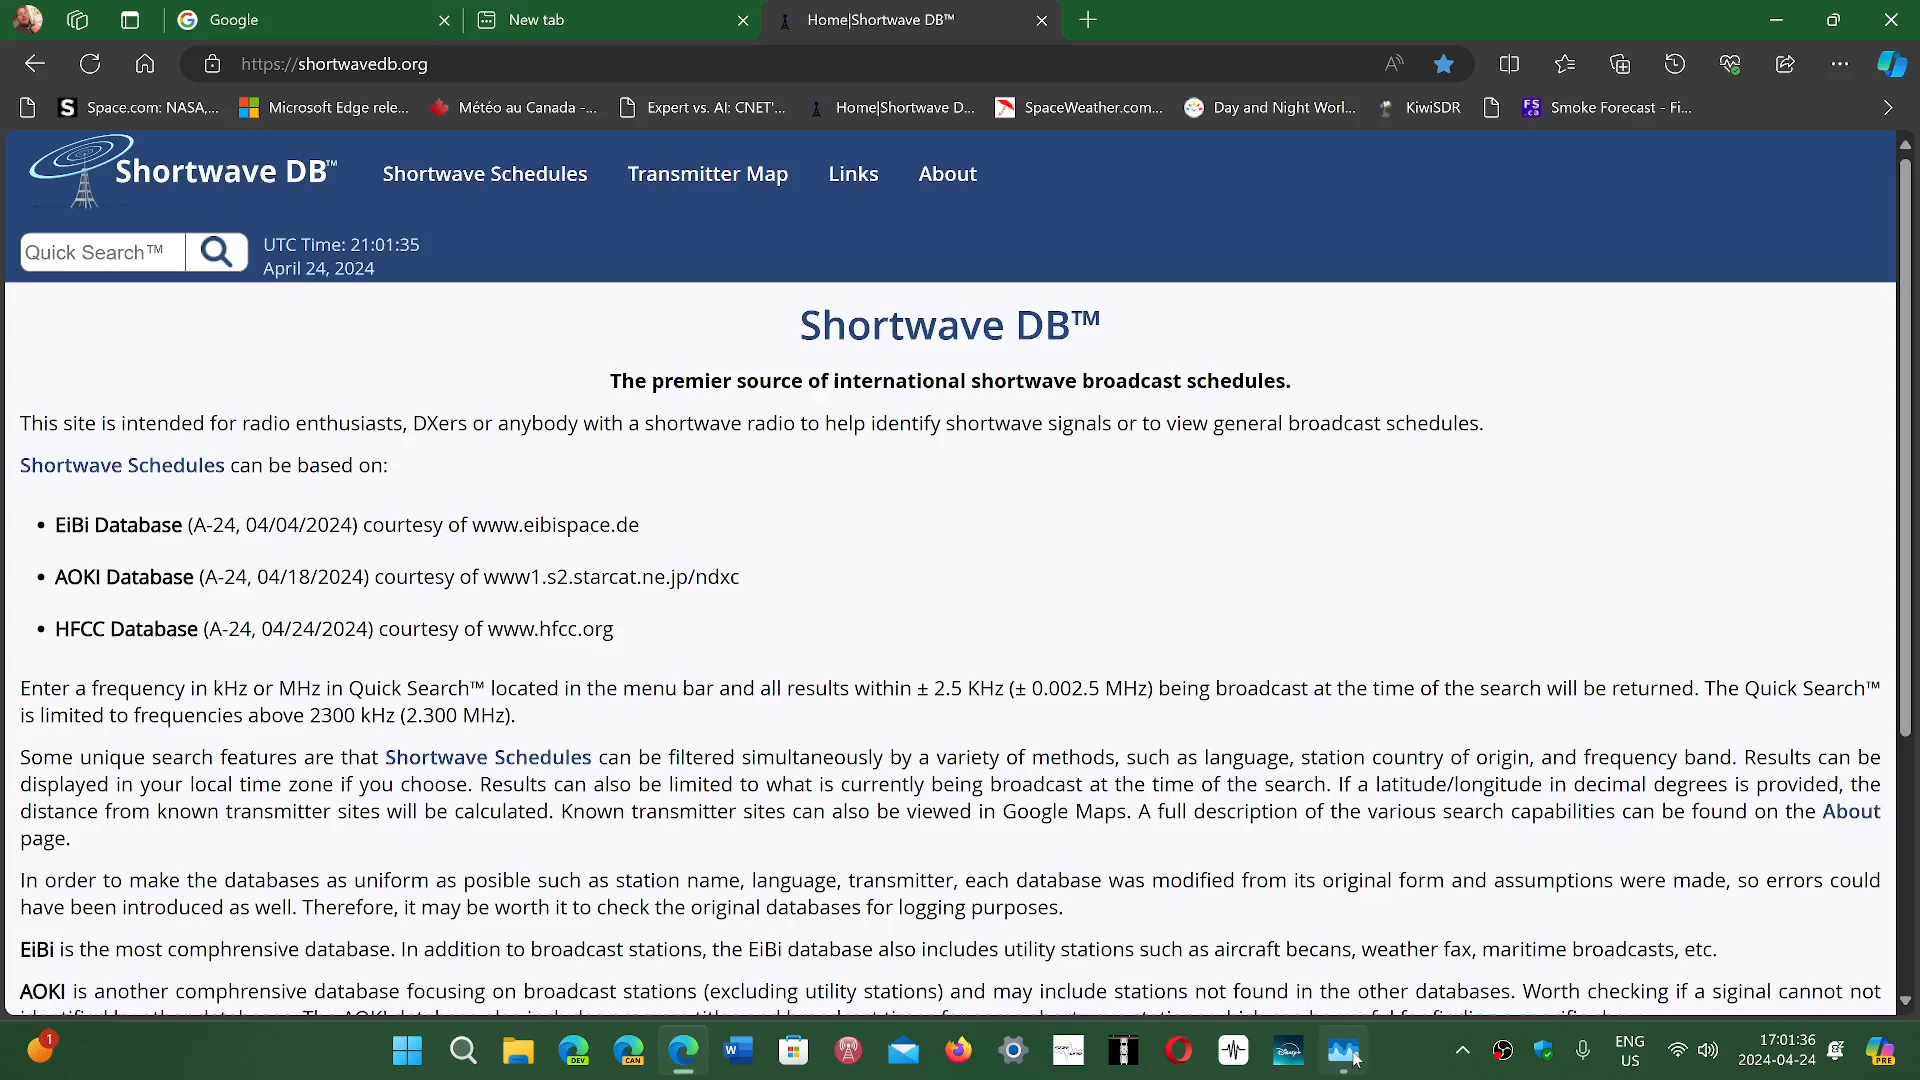 Google
New tab
Home|Shortwave DB™
https://shortwavedb.org
Space.com: NASA,...
Microsoft Edge rele...
Météo au Canada -...
Expert vs. AI: CNET'...
Home|Shortwave D...
SpaceWeather.com...
Day and Night Worl...
KiwiSDR
FS .ca
Smoke Forecast - Fi...
Shortwave DB™
Shortwave Schedules
Transmitter Map
Links
About
Quick Search™
UTC Time: 21:01:35
April 24, 2024
Shortwave DB™
The premier source of international shortwave broadcast schedules.
This site is intended for radio enthusiasts, DXers or anybody with a shortwave radio to help identify shortwave signals or to view general broadcast schedules.
Shortwave Schedules can be based on:
• EiBi Database (A-24, 04/04/2024) courtesy of www.eibispace.de
• AOKI Database (A-24, 04/18/2024) courtesy of www1.s2.starcat.ne.jp/ndxc
• HFCC Database (A-24, 04/24/2024) courtesy of www.hfcc.org
Enter a frequency in kHz or MHz in Quick Search™ located in the menu bar and all results within ± 2.5 KHz (± 0.002.5 MHz) being broadcast at the time of the search will be returned. The Quick Search™
is limited to frequencies above 2300 kHz (2.300 MHz).
Some unique search features are that Shortwave Schedules can be filtered simultaneously by a variety of methods, such as language, station country of origin, and frequency band. Results can be
displayed in your local time zone if you choose. Results can also be limited to what is currently being broadcast at the time of the search. If a latitude/longitude in decimal degrees is provided, the
distance from known transmitter sites will be calculated. Known transmitter sites can also be viewed in Google Maps. A full description of the various search capabilities can be found on the About
page.
In order to make the databases as uniform as posible such as station name, language, transmitter, each database was modified from its original form and assumptions were made, so errors could
have been introduced as well. Therefore, it may be worth it to check the original databases for logging purposes.
EiBi is the most comphrensive database. In addition to broadcast stations, the EiBi database also includes utility stations such as aircraft becans, weather fax, maritime broadcasts, etc.
AOKI is another comphrensive database focusing on broadcast stations (excluding utility stations) and may include stations not found in the other databases. Worth checking if a siginal cannot not
1
DEV
CAN
W
Disney+
ENG
US
17:01:36
2024-04-24
PRE